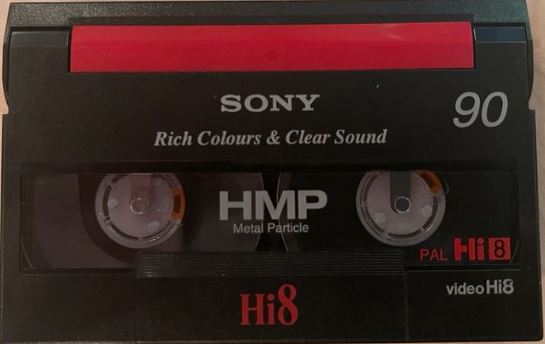 SONY
90
Rich Colours & Clear Sound
HMP
Metal Particle
PAL Hi8
Hi8
video Hi8